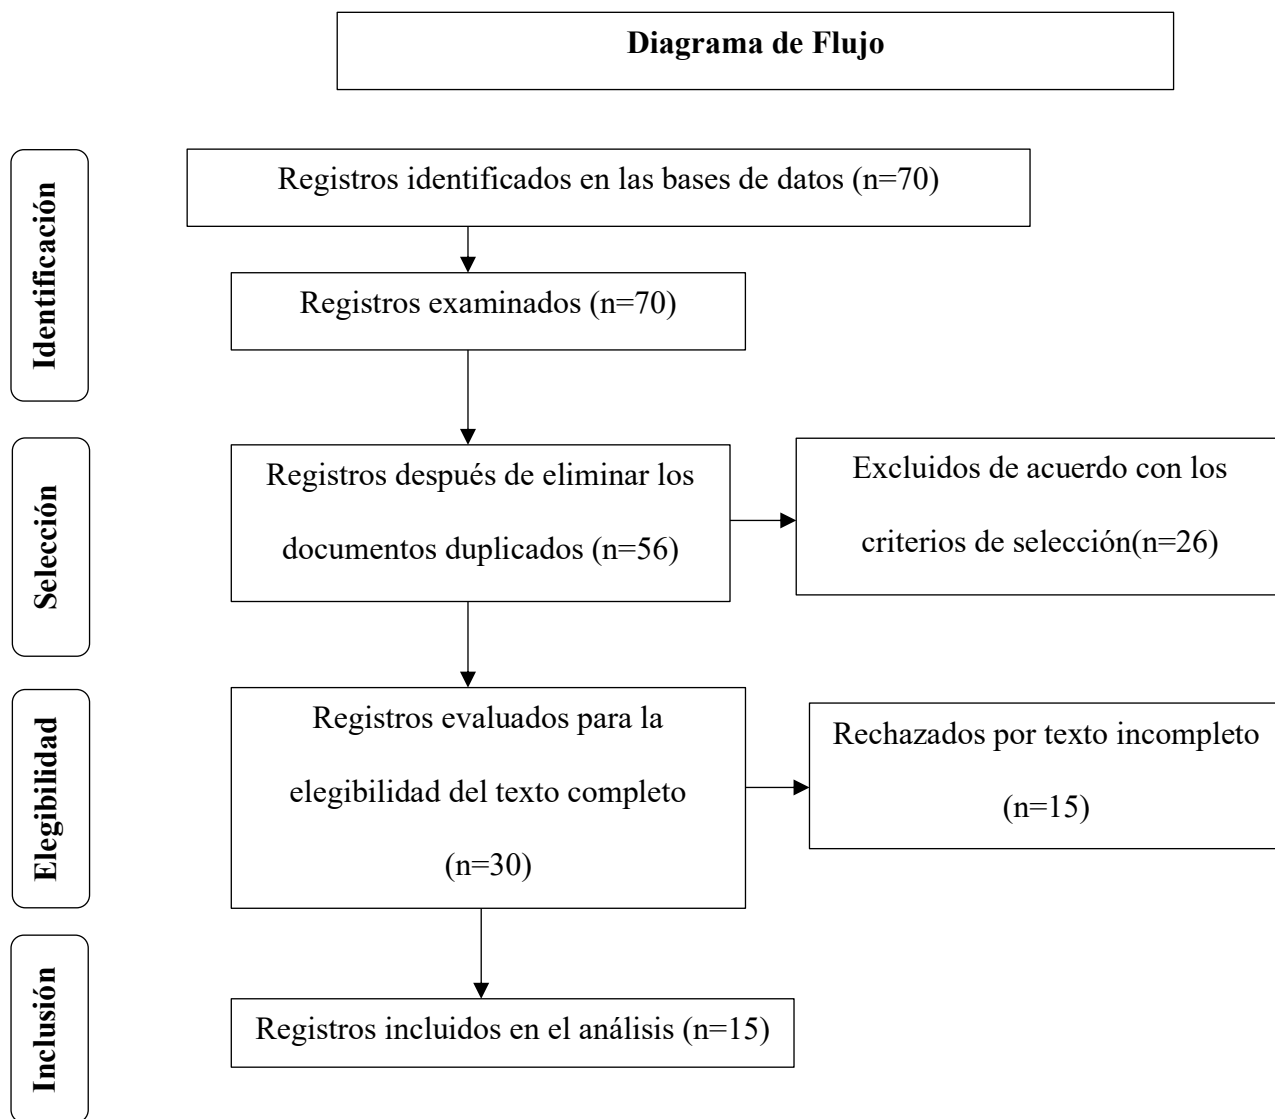 Diagrama de Flujo
Identificación
Registros identificados en las bases de datos (n=70)
Registros examinados (n=70)
Selección
Registros después de eliminar los
documentos duplicados (n=56)
Excluidos de acuerdo con los
criterios de selección(n=26)
Elegibilidad
Registros evaluados para la
elegibilidad del texto completo
(n=30)
Rechazados por texto incompleto
(n=15)
Inclusión
Registros incluidos en el análisis (n=15)